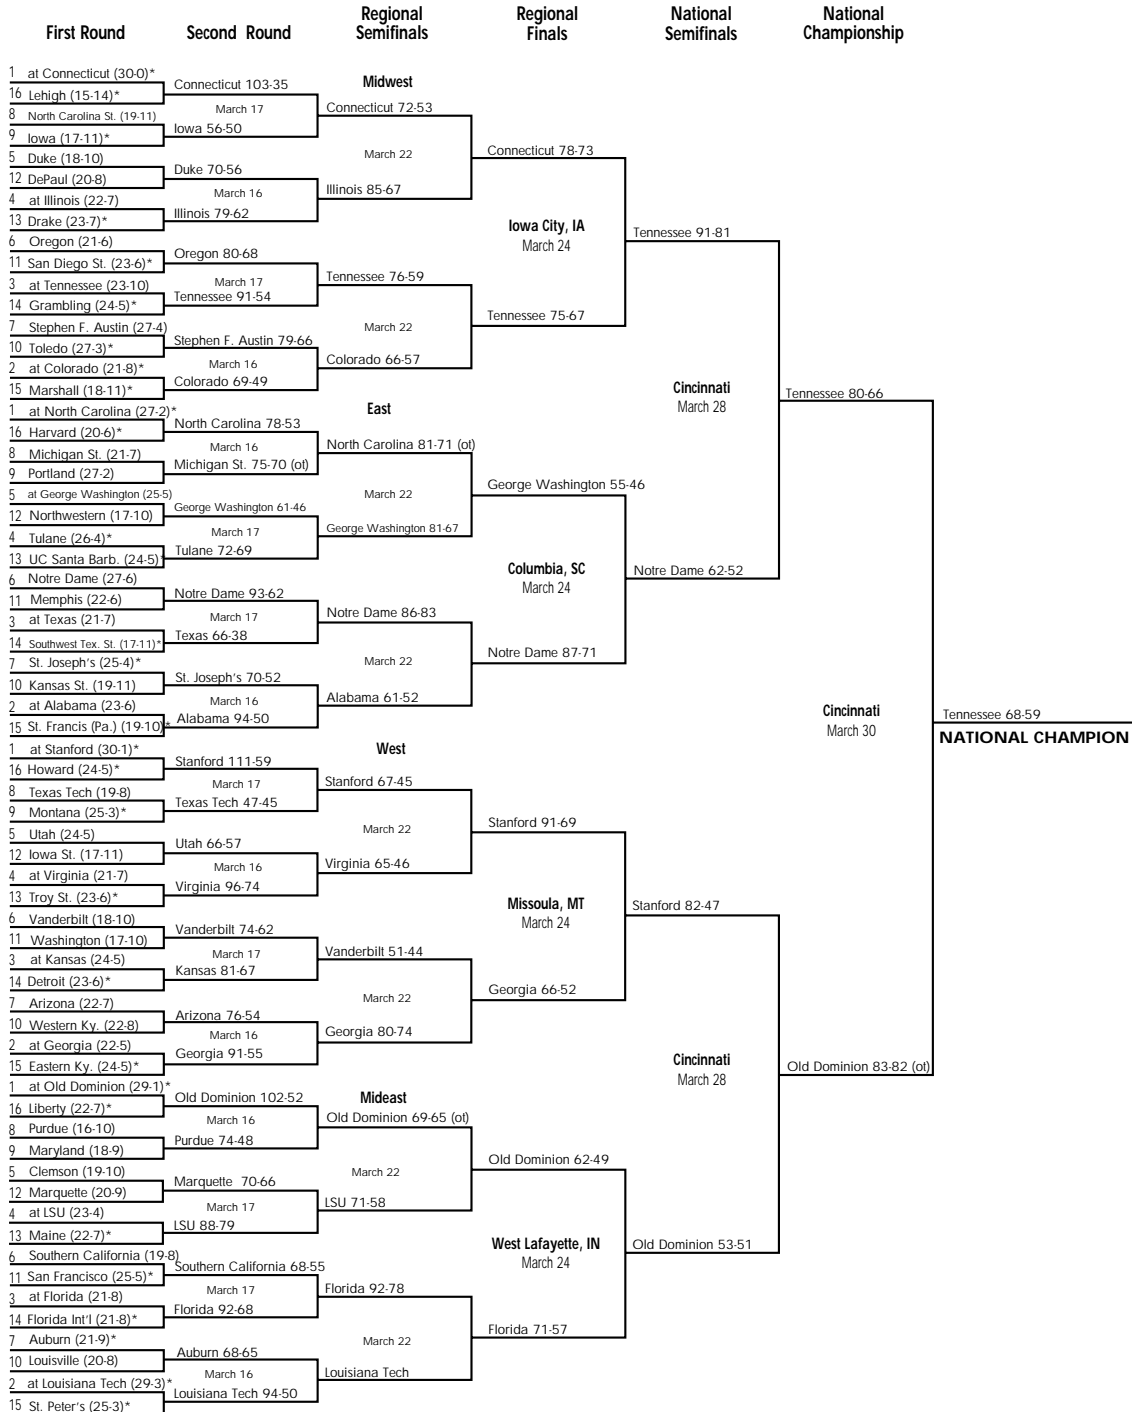 First Round
Second Round
Regional
Semifinals
Regional
Finals
National
Semifinals
National
Championship
1 at Connecticut (30-0)*
16 Lehigh (15-14)*
8 North Carolina St. (19-11)
9 Iowa (17-11)*
5 Duke (18-10)
12 DePaul (20-8)
4 at Illinois (22-7)
13 Drake (23-7)*
6 Oregon (21-6)
11 San Diego St. (23-6)*
3 at Tennessee (23-10)
14 Grambling (24-5)*
7 Stephen F. Austin (27-4)
10 Toledo (27-3)*
2 at Colorado (21-8)*
15 Marshall (18-11)*
1 at North Carolina (27-2)*
16 Harvard (20-6)*
8 Michigan St. (21-7)
9 Portland (27-2)
5 at George Washington (25-5)
12 Northwestern (17-10)
4 Tulane (26-4)*
13 UC Santa Barb. (24-5)*
6 Notre Dame (27-6)
11 Memphis (22-6)
3 at Texas (21-7)
14 Southwest Tex. St. (17-11)*
7 St. Joseph's (25-4)*
10 Kansas St. (19-11)
2 at Alabama (23-6)
15 St. Francis (Pa.) (19-10)*
1 at Stanford (30-1)*
16 Howard (24-5)*
8 Texas Tech (19-8)
9 Montana (25-3)*
5 Utah (24-5)
12 Iowa St. (17-11)
4 at Virginia (21-7)
13 Troy St. (23-6)*
6 Vanderbilt (18-10)
11 Washington (17-10)
3 at Kansas (24-5)
14 Detroit (23-6)*
7 Arizona (22-7)
10 Western Ky. (22-8)
2 at Georgia (22-5)
15 Eastern Ky. (24-5)*
1 at Old Dominion (29-1)*
16 Liberty (22-7)*
8 Purdue (16-10)
9 Maryland (18-9)
5 Clemson (19-10)
12 Marquette (20-9)
4 at LSU (23-4)
13 Maine (22-7)*
6 Southern California (19-8)
11 San Francisco (25-5)*
3 at Florida (21-8)
14 Florida Int'l (21-8)*
7 Auburn (21-9)*
10 Louisville (20-8)
2 at Louisiana Tech (29-3)*
15 St. Peter's (25-3)*
Connecticut 103-35
March 17
Iowa 56-50
Duke 70-56
March 16
Illinois 79-62
Oregon 80-68
March 17
Tennessee 91-54
Stephen F. Austin 79-66
March 16
Colorado 69-49
North Carolina 78-53
March 16
Michigan St. 75-70 (ot)
George Washington 61-46
March 17
Tulane 72-69
Notre Dame 93-62
March 17
Texas 66-38
St. Joseph's 70-52
March 16
Alabama 94-50
Stanford 111-59
March 17
Texas Tech 47-45
Utah 66-57
March 16
Virginia 96-74
Vanderbilt 74-62
March 17
Kansas 81-67
Arizona 76-54
March 16
Georgia 91-55
Old Dominion 102-52
March 16
Purdue 74-48
Marquette 70-66
March 17
LSU 88-79
Southern California 68-55
March 17
Florida 92-68
Auburn 68-65
March 16
Louisiana Tech 94-50
Midwest
Connecticut 72-53
March 22
Illinois 85-67
Tennessee 76-59
March 22
Colorado 66-57
East
North Carolina 81-71 (ot)
March 22
George Washington 81-67
Notre Dame 86-83
March 22
Alabama 61-52
West
Stanford 67-45
March 22
Virginia 65-46
Vanderbilt 51-44
March 22
Georgia 80-74
Mideast
Old Dominion 69-65 (ot)
March 22
LSU 71-58
Florida 92-78
March 22
Louisiana Tech
Connecticut 78-73
Iowa City, IA
March 24
Tennessee 75-67
George Washington 55-46
Columbia, SC
March 24
Notre Dame 87-71
Stanford 91-69
Missoula, MT
March 24
Georgia 66-52
Old Dominion 62-49
West Lafayette, IN
March 24
Florida 71-57
Tennessee 91-81
Cincinnati
March 28
Notre Dame 62-52
Stanford 82-47
Cincinnati
March 28
Old Dominion 53-51
Tennessee 80-66
Cincinnati
March 30
Old Dominion 83-82 (ot)
Tennessee 68-59
NATIONAL CHAMPION